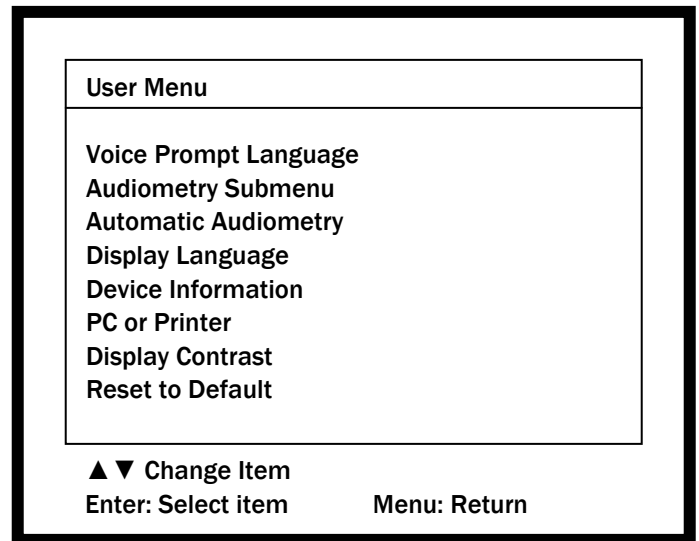 User Menu
Voice Prompt Language
Audiometry Submenu
Automatic Audiometry
Display Language
Device Information
PC or Printer
Display Contrast
Reset to Default
▲▼ Change Item
Enter: Select item Menu: Return